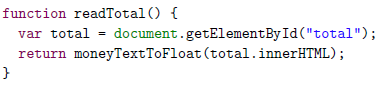 function readTotal() {
  var total = document.getElementById("total");
  return moneyTextToFloat(total.innerHTML);
}